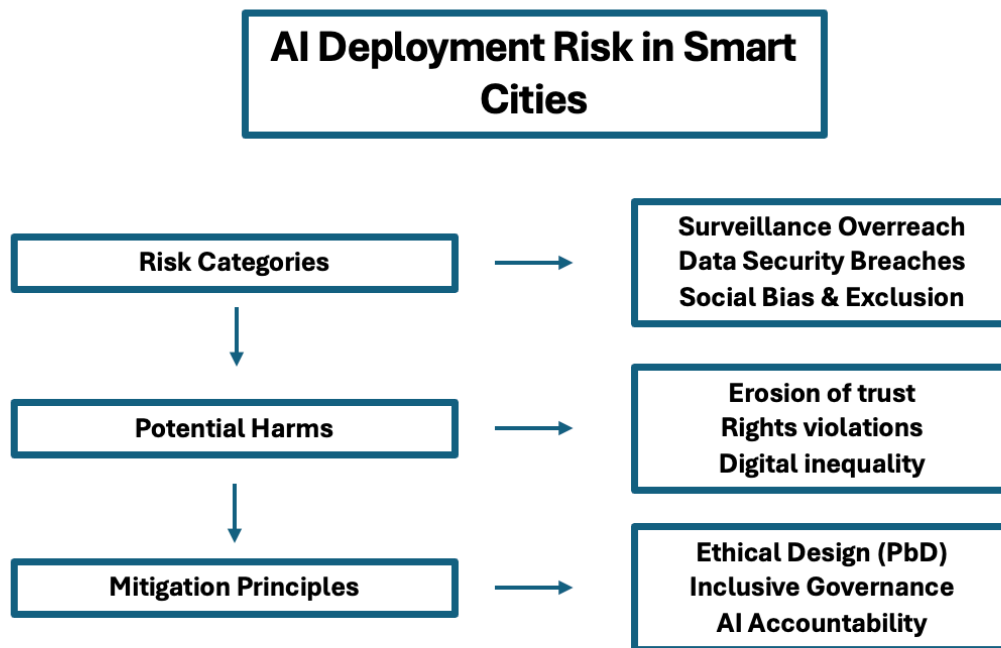 AI Deployment Risk in Smart
Cities
Risk Categories
Surveillance Overreach
Data Security Breaches
Social Bias & Exclusion
Potential Harms
Erosion of trust
Rights violations
Digital inequality
Mitigation Principles
Ethical Design (PbD)
Inclusive Governance
AI Accountability